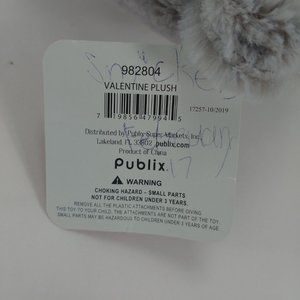 Snickers
982804
VALENTINE PLUSH
7 19856 47994 5
17257-10/2019
Distributed by Publix Super Markets, Inc.
Lakeland, FL 33802 publix.com
Product of China
Publix
17
WARNING
CHOKING HAZARD - SMALL PARTS
NOT FOR CHILDREN UNDER 3 YEARS.
REMOVE ALL THE PLASTIC ATTACHMENTS BEFORE GIVING
THIS TOY TO YOUR CHILD. THE ATTACHMENTS ARE NOT PART OF THE TOY.
SMALL PARTS MAY BE HAZARDOUS TO CHILDREN UNDER 3 YEARS OF AGE.